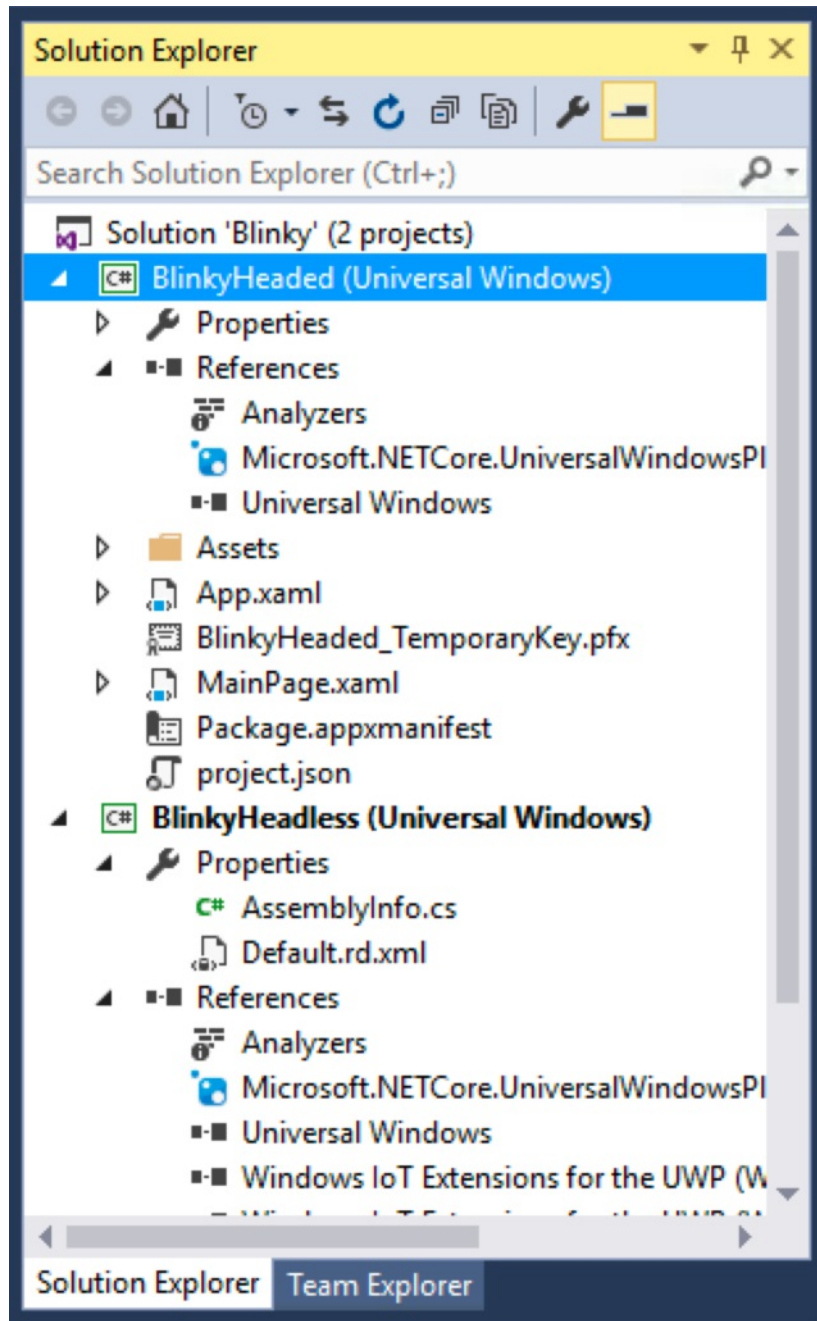 Solution Explorer
Search Solution Explorer (Ctrl+;)
Solution 'Blinky' (2 projects)
C# BlinkyHeaded (Universal Windows)
Properties
References
Analyzers
Microsoft.NETCore.UniversalWindowsPl
Universal Windows
Assets
App.xaml
BlinkyHeaded_TemporaryKey.pfx
MainPage.xaml
Package.appxmanifest
project.json
C# BlinkyHeadless (Universal Windows)
Properties
C# AssemblyInfo.cs
Default.rd.xml
References
Analyzers
Microsoft.NETCore.UniversalWindowsPl
Universal Windows
Windows IoT Extensions for the UWP (W
Solution Explorer Team Explorer